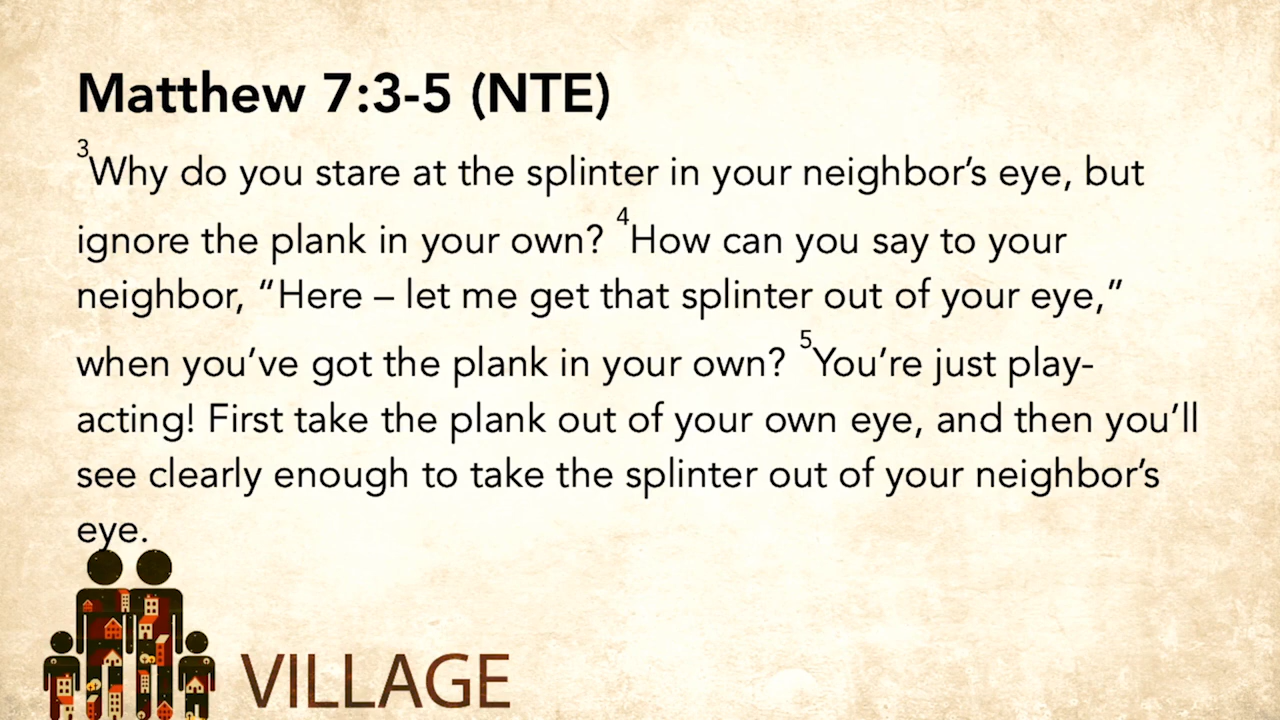 Matthew 7:3-5 (NTE)
3Why do you stare at the splinter in your neighbor’s eye, but
ignore the plank in your own? 4How can you say to your
neighbor, “Here – let me get that splinter out of your eye,”
when you’ve got the plank in your own? 5You’re just play-
acting! First take the plank out of your own eye, and then you’ll
see clearly enough to take the splinter out of your neighbor’s
eye.
VILLAGE